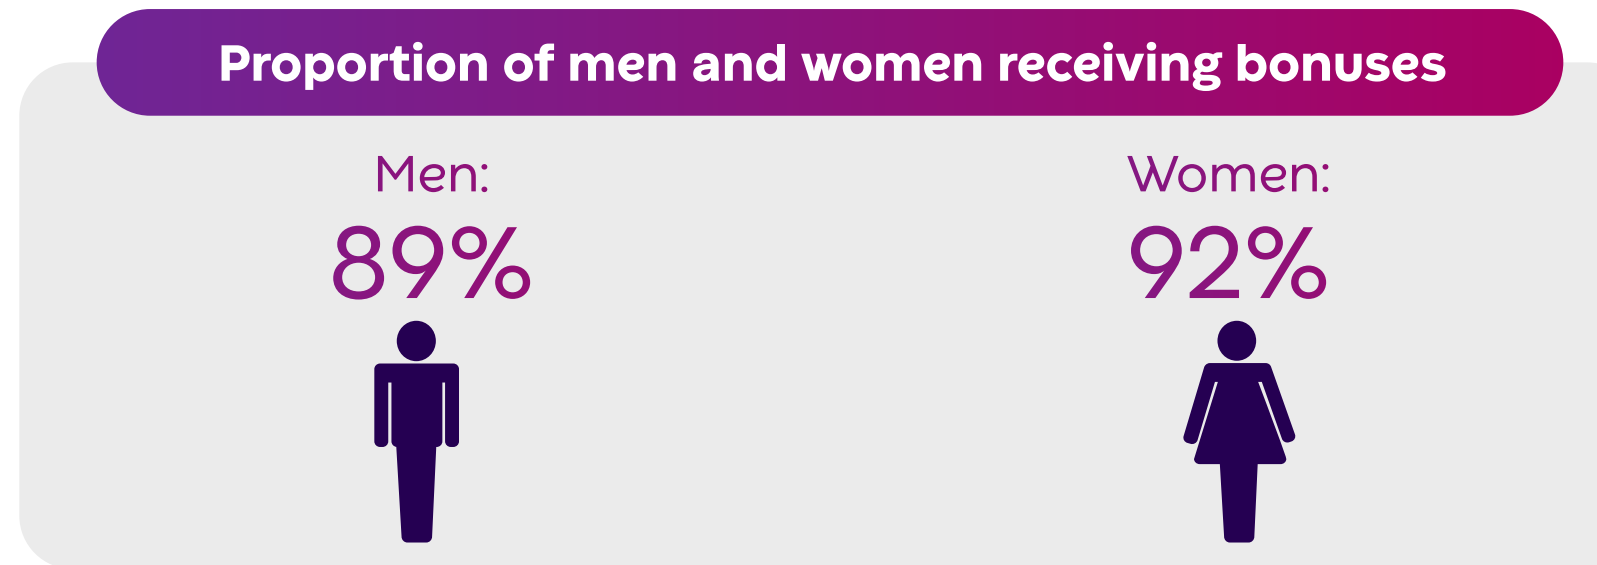 Proportion of men and women receiving bonuses
Men:
89%
Women:
92%